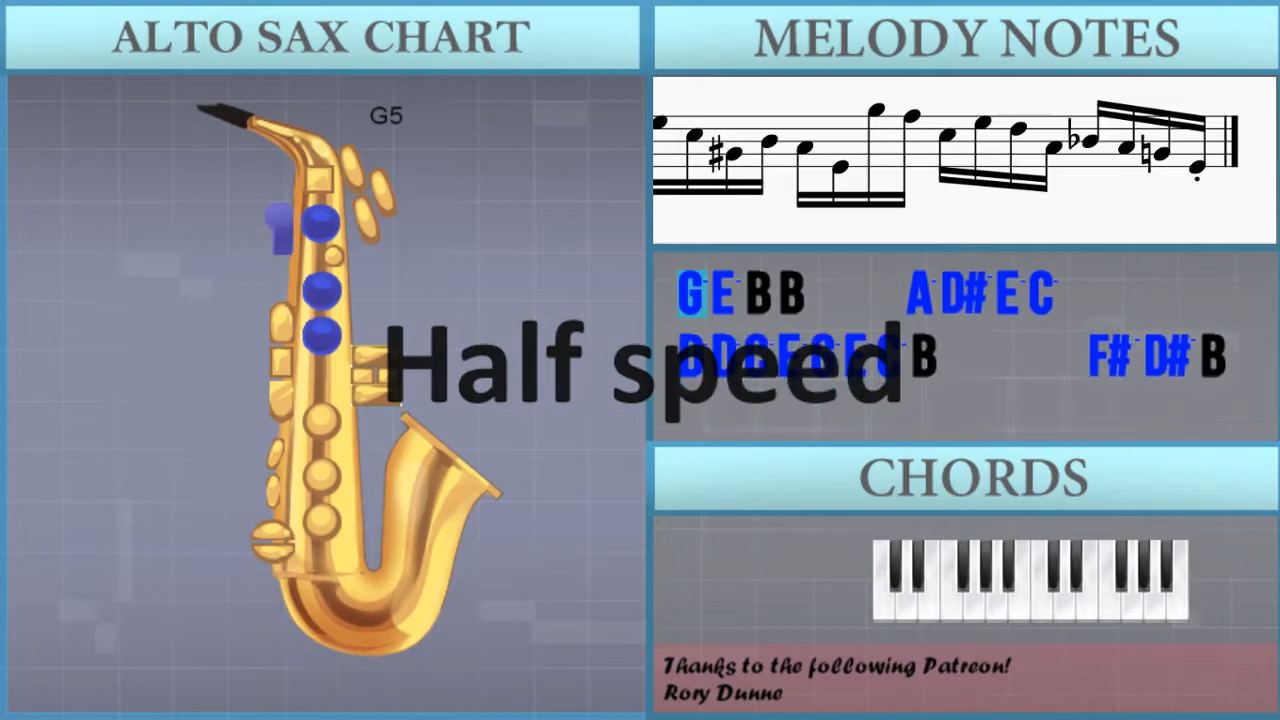 ALTO SAX CHART
G5
MELODY NOTES
G E B B A D# E C
B F# D# B
Half speed
CHORDS
Thanks to the following Patreon!
Rory Dunne